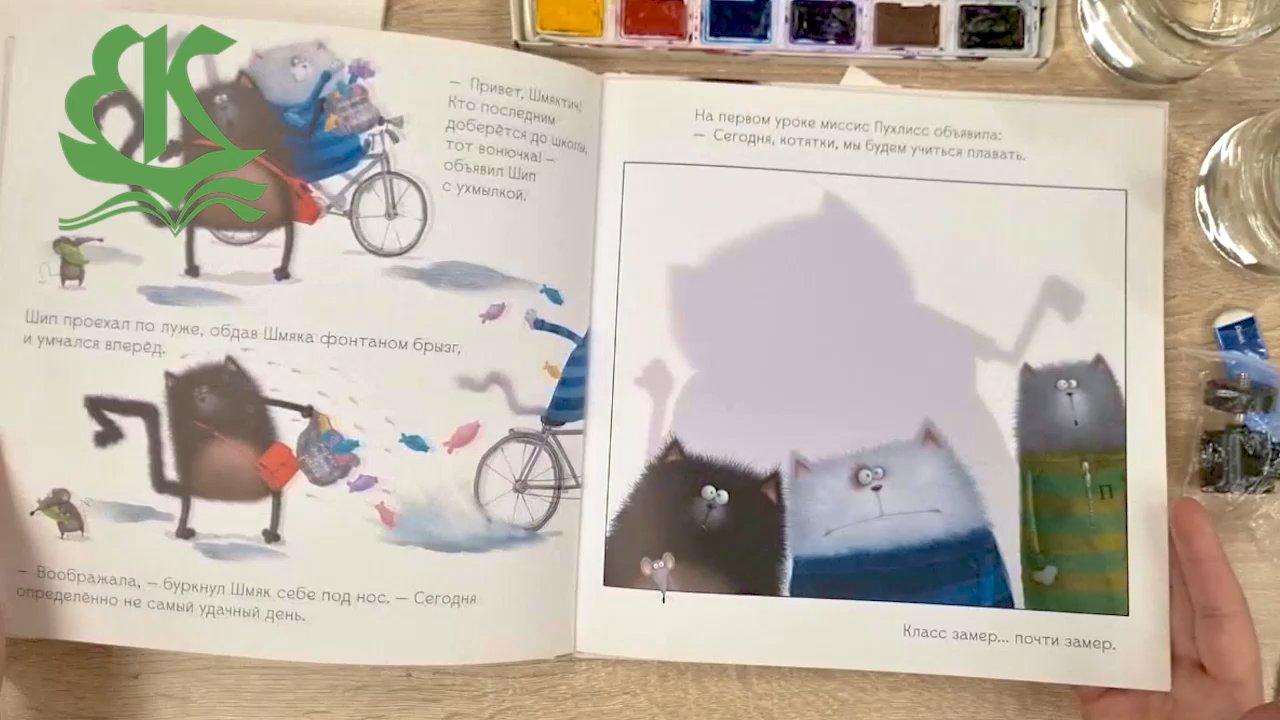 — Привет, Шмяктич!
Кто последним
доберётся до школы,
тот вонючка! —
объявил Шип
с ухмылкой.
Шип проехал по луже, обдав Шмяка фонтаном брызг,
и умчался вперёд.
— Воображала, — буркнул Шмяк себе под нос. — Сегодня
определённо не самый удачный день.
На первом уроке миссис Пухлисс объявила:
— Сегодня, котятки, мы будем учиться плавать.
П
Класс замер... почти замер.